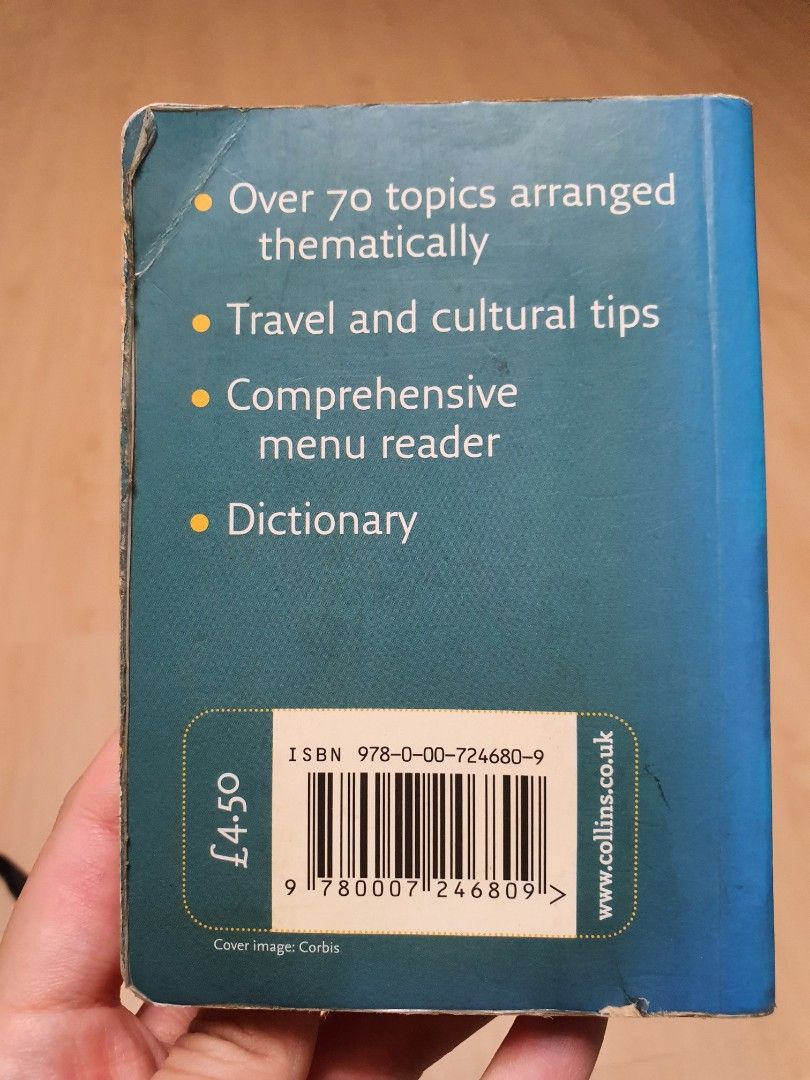 Over 70 topics arranged
thematically
Travel and cultural tips
Comprehensive
menu reader
Dictionary
£4.50
ISBN 978-0-00-724680-9
9 780007 246809 >
www.collins.co.uk
Cover image: Corbis